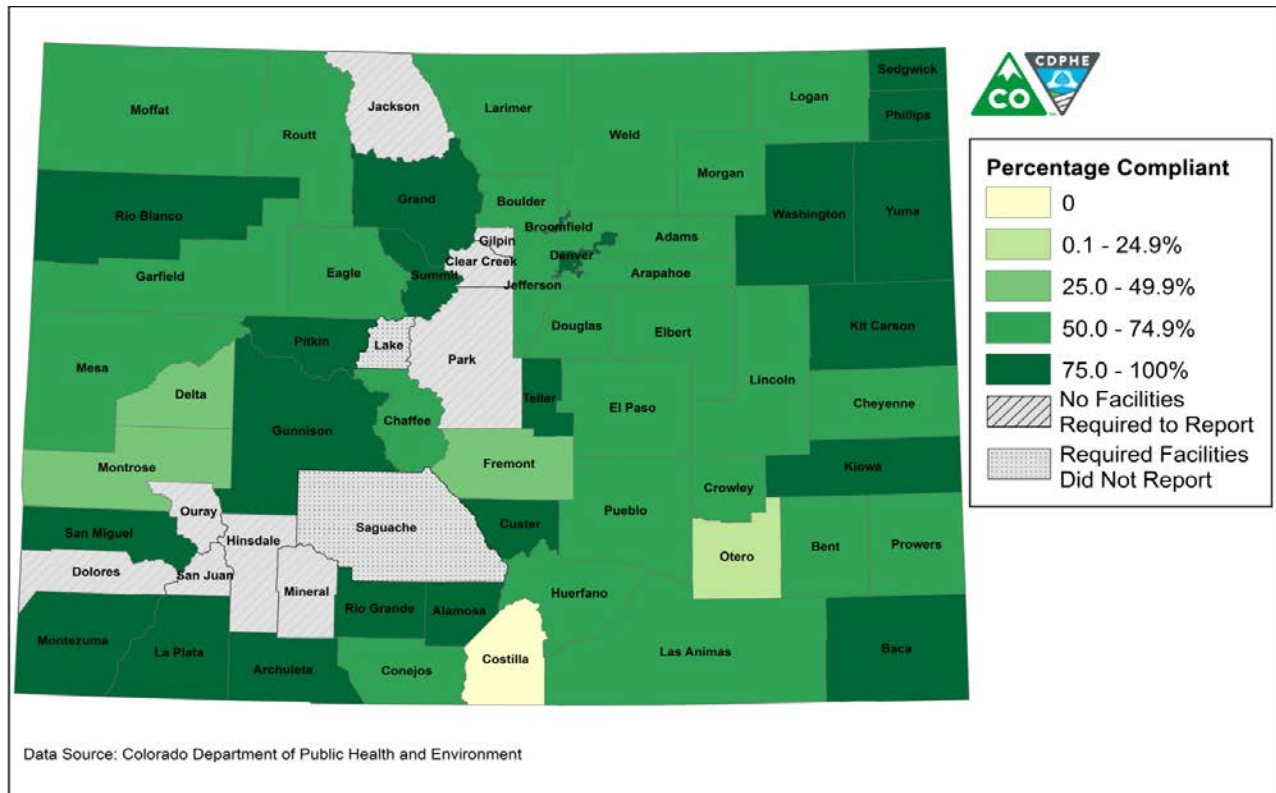 Moffat
Routt
Jackson
Larimer
Weld
Logan
Sedgwick
Phillips
Morgan
Rio Blanco
Grand
Boulder
Broomfield
Washington
Yuma
Gilpin
Clear Creek
Adams
Denver
Arapahoe
Garfield
Eagle
Summit
Jefferson
Douglas
Elbert
Kit Carson
Mesa
Pitkin
Lake
Park
Lincoln
Delta
Gunnison
Chaffee
Teller
El Paso
Cheyenne
Montrose
Fremont
Crowley
Kiowa
Ouray
Saguache
Custer
Pueblo
Otero
Bent
Prowers
San Miguel
Hinsdale
Dolores
San Juan
Mineral
Rio Grande
Alamosa
Huerfano
Montezuma
La Plata
Archuleta
Conejos
Costilla
Las Animas
Baca
CO
CDPHE
Percentage Compliant
0
0.1 - 24.9%
25.0 - 49.9%
50.0 - 74.9%
75.0 - 100%
No Facilities
Required to Report
Required Facilities
Did Not Report
Data Source: Colorado Department of Public Health and Environment